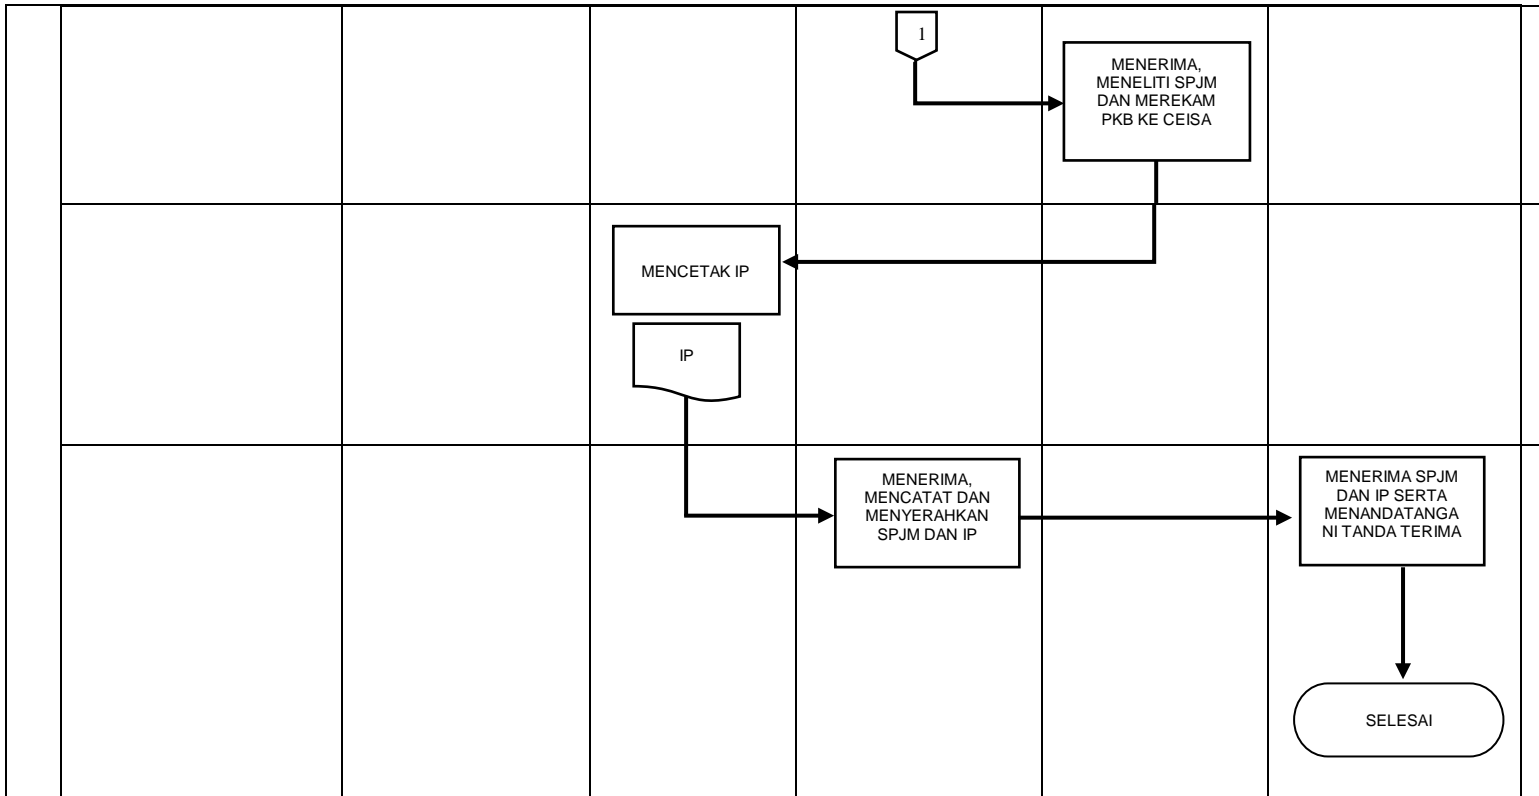 1
MENERIMA,
MENELITI SPJM
DAN MEREKAM
PKB KE CEISA
MENCETAK IP
IP
MENERIMA,
MENCATAT DAN
MENYERAHKAN
SPJM DAN IP
MENERIMA SPJM
DAN IP SERTA
MENANDATANGA
NI TANDA TERIMA
SELESAI